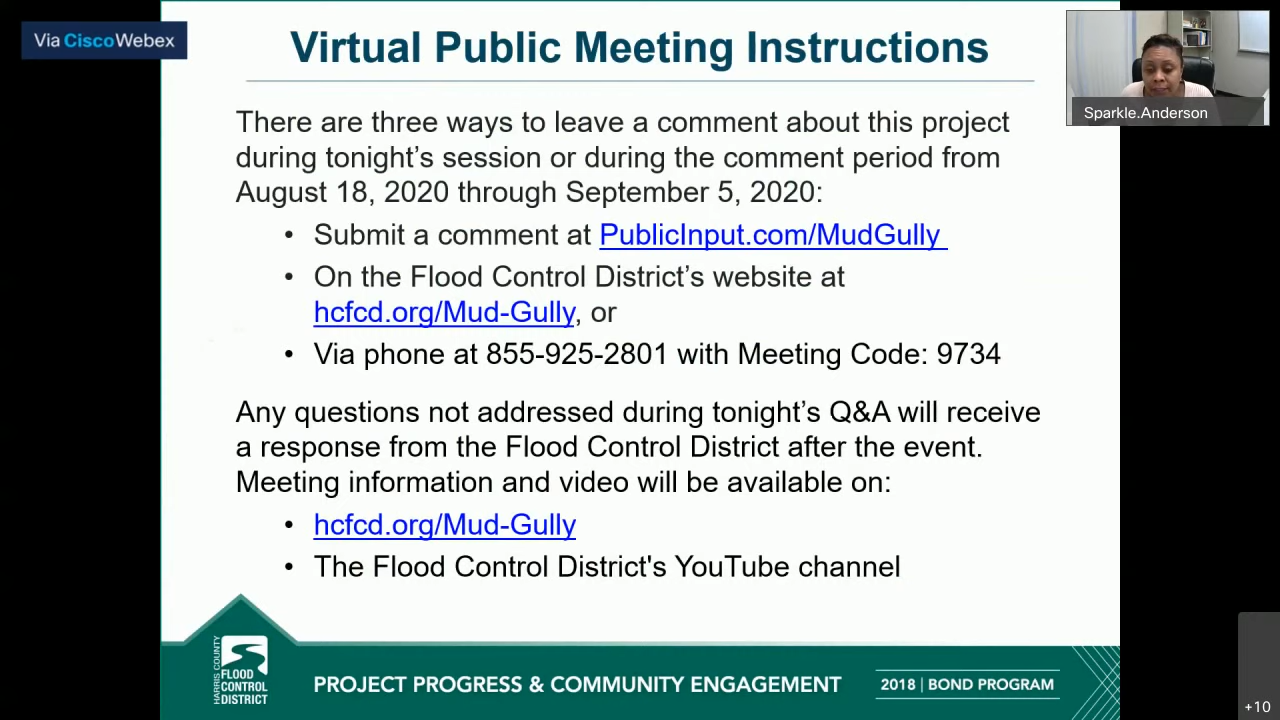 Via CiscoWebex
Virtual Public Meeting Instructions
Sparkle.Anderson
There are three ways to leave a comment about this project
during tonight's session or during the comment period from
August 18, 2020 through September 5, 2020:
• Submit a comment at PublicInput.com/MudGully
• On the Flood Control District's website at
hcfcd.org/Mud-Gully, or
• Via phone at 855-925-2801 with Meeting Code: 9734
Any questions not addressed during tonight's Q&A will receive
a response from the Flood Control District after the event.
Meeting information and video will be available on:
• hcfcd.org/Mud-Gully
• The Flood Control District's YouTube channel
HARRIS COUNTY
FLOOD
CONTROL
DISTRICT
PROJECT PROGRESS & COMMUNITY ENGAGEMENT
2018 | BOND PROGRAM
+10